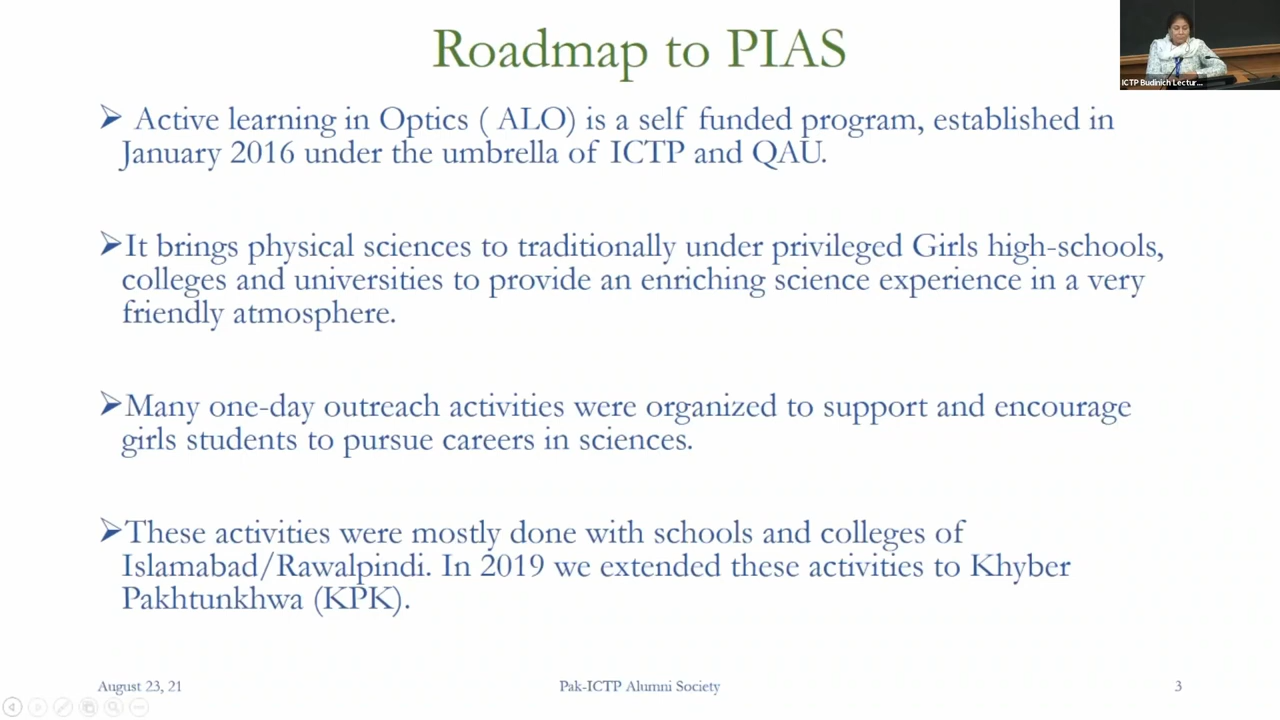 Roadmap to PIAS
ICTP Budinich Lectur...
➤ Active learning in Optics ( ALO) is a self funded program, established in
January 2016 under the umbrella of ICTP and QAU.
➤It brings physical sciences to traditionally under privileged Girls high-schools,
colleges and universities to provide an enriching science experience in a very
friendly atmosphere.
➤Many one-day outreach activities were organized to support and encourage
girls students to pursue careers in sciences.
➤These activities were mostly done with schools and colleges of
Islamabad/Rawalpindi. In 2019 we extended these activities to Khyber
Pakhtunkhwa (KPK).
August 23, 21
Pak-ICTP Alumni Society
3